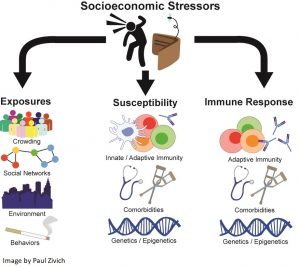 Socioeconomic Stressors
Exposures
Crowding
Social Networks
Environment
Behaviors
Susceptibility
Innate / Adaptive Immunity
Comorbidities
Genetics / Epigenetics
Immune Response
Adaptive Immunity
Comorbidities
Genetics / Epigenetics
Image by Paul Zivich